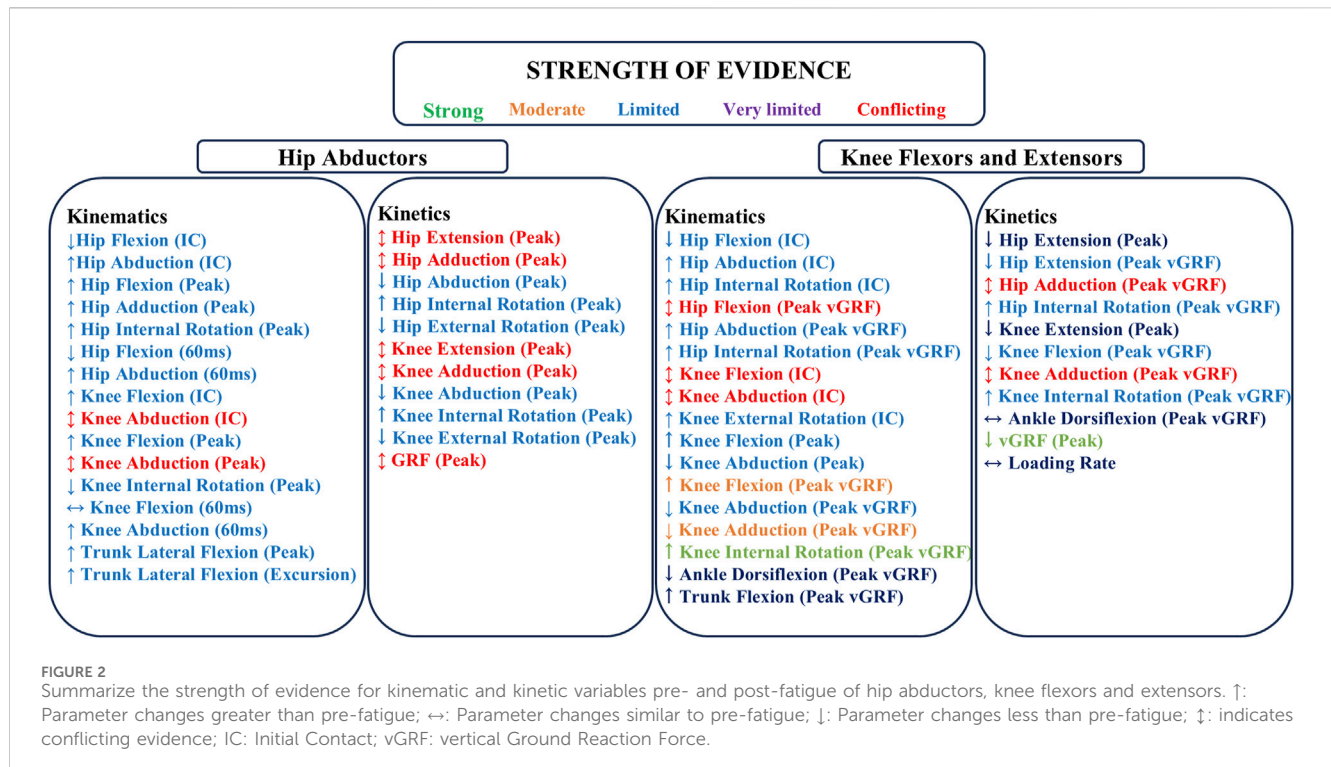 STRENGTH OF EVIDENCE
Strong Moderate Limited Very limited Conflicting
Hip Abductors
Kinematics
↓Hip Flexion (IC)
↑Hip Abduction (IC)
↑ Hip Flexion (Peak)
↑ Hip Adduction (Peak)
↑ Hip Internal Rotation (Peak)
↓ Hip Flexion (60ms)
↑ Hip Abduction (60ms)
↑ Knee Flexion (IC)
↕ Knee Abduction (IC)
↑ Knee Flexion (Peak)
↕ Knee Abduction (Peak)
↓ Knee Internal Rotation (Peak)
↔ Knee Flexion (60ms)
↑ Knee Abduction (60ms)
↑ Trunk Lateral Flexion (Peak)
↑ Trunk Lateral Flexion (Excursion)
Kinetics
↕ Hip Extension (Peak)
↕ Hip Adduction (Peak)
↓ Hip Abduction (Peak)
↑ Hip Internal Rotation (Peak)
↓ Hip External Rotation (Peak)
↕ Knee Extension (Peak)
↕ Knee Adduction (Peak)
↓ Knee Abduction (Peak)
↑ Knee Internal Rotation (Peak)
↓ Knee External Rotation (Peak)
↕ GRF (Peak)
Knee Flexors and Extensors
Kinematics
↓ Hip Flexion (IC)
↑ Hip Abduction (IC)
↑ Hip Internal Rotation (IC)
↕ Hip Flexion (Peak vGRF)
↑ Hip Abduction (Peak vGRF)
↑ Hip Internal Rotation (Peak vGRF)
↕ Knee Flexion (IC)
↕ Knee Abduction (IC)
↑ Knee External Rotation (IC)
↑ Knee Flexion (Peak)
↓ Knee Abduction (Peak)
↑ Knee Flexion (Peak vGRF)
↓ Knee Abduction (Peak vGRF)
↓ Knee Adduction (Peak vGRF)
↑ Knee Internal Rotation (Peak vGRF)
↓ Ankle Dorsiflexion (Peak vGRF)
↑ Trunk Flexion (Peak vGRF)
Kinetics
↓ Hip Extension (Peak)
↓ Hip Extension (Peak vGRF)
↕ Hip Adduction (Peak vGRF)
↑ Hip Internal Rotation (Peak vGRF)
↓ Knee Extension (Peak)
↓ Knee Flexion (Peak vGRF)
↕ Knee Adduction (Peak vGRF)
↑ Knee Internal Rotation (Peak vGRF)
↔ Ankle Dorsiflexion (Peak vGRF)
↓ vGRF (Peak)
↔ Loading Rate
FIGURE 2
Summarize the strength of evidence for kinematic and kinetic variables pre- and post-fatigue of hip abductors, knee flexors and extensors. ↑:
Parameter changes greater than pre-fatigue; ↔: Parameter changes similar to pre-fatigue; ↓: Parameter changes less than pre-fatigue; ↕: indicates
conflicting evidence; IC: Initial Contact; vGRF: vertical Ground Reaction Force.